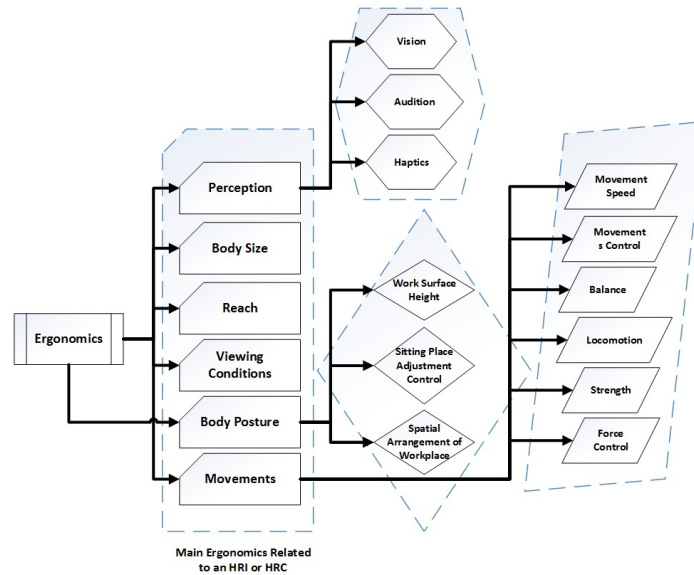 Vision
Audition
Haptics
Perception
Body Size
Reach
Viewing
Conditions
Body Posture
Movements
Ergonomics
Work Surface
Height
Sitting Place
Adjustment
Control
Spatial
Arrangement of
Workplace
Movement
Speed
Movement
s Control
Balance
Locomotion
Strength
Force
Control
Main Ergonomics Related
to an HRI or HRC